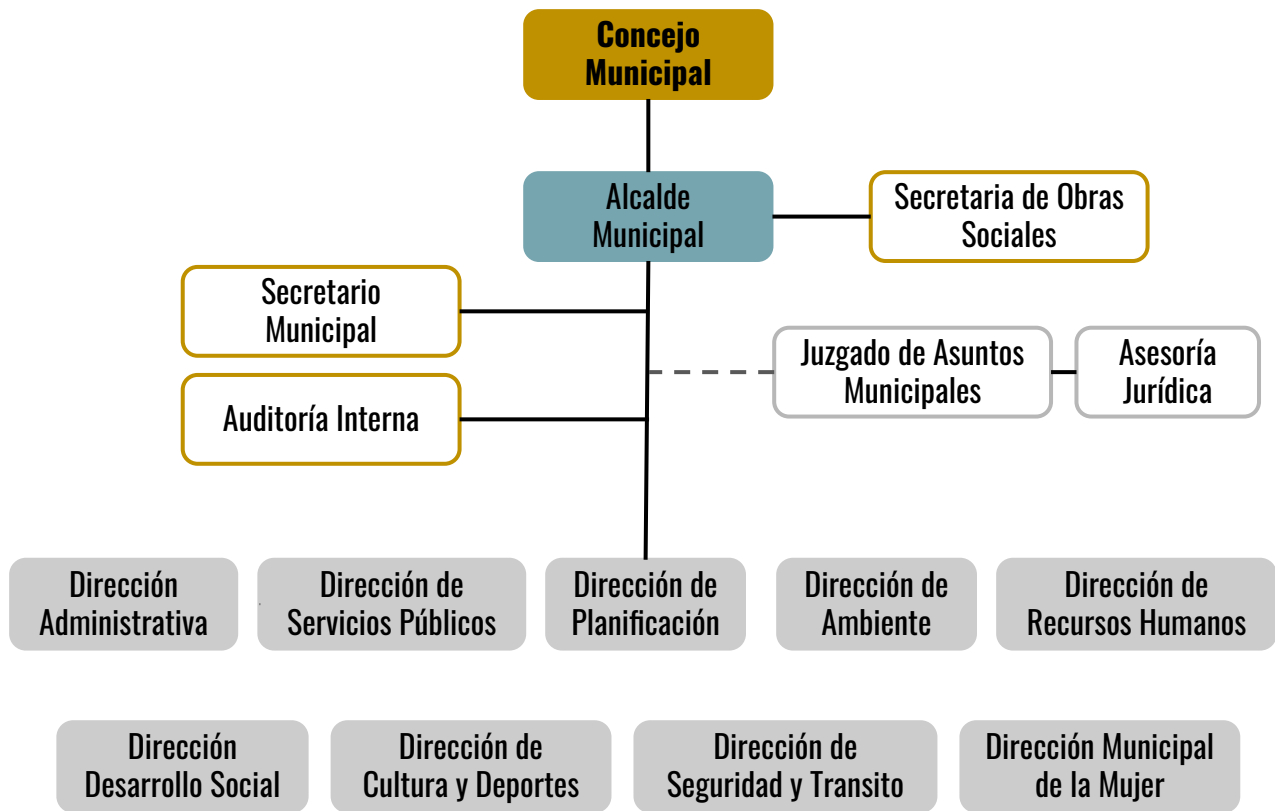 Concejo
Municipal
Alcalde
Municipal
Secretaria de Obras
Sociales
Secretario
Municipal
Juzgado de Asuntos
Municipales
Asesoría
Jurídica
Auditoría Interna
Dirección
Administrativa
Dirección de
Servicios Públicos
Dirección de
Planificación
Dirección de
Ambiente
Dirección de
Recursos Humanos
Dirección
Desarrollo Social
Dirección de
Cultura y Deportes
Dirección de
Seguridad y Transito
Dirección Municipal
de la Mujer